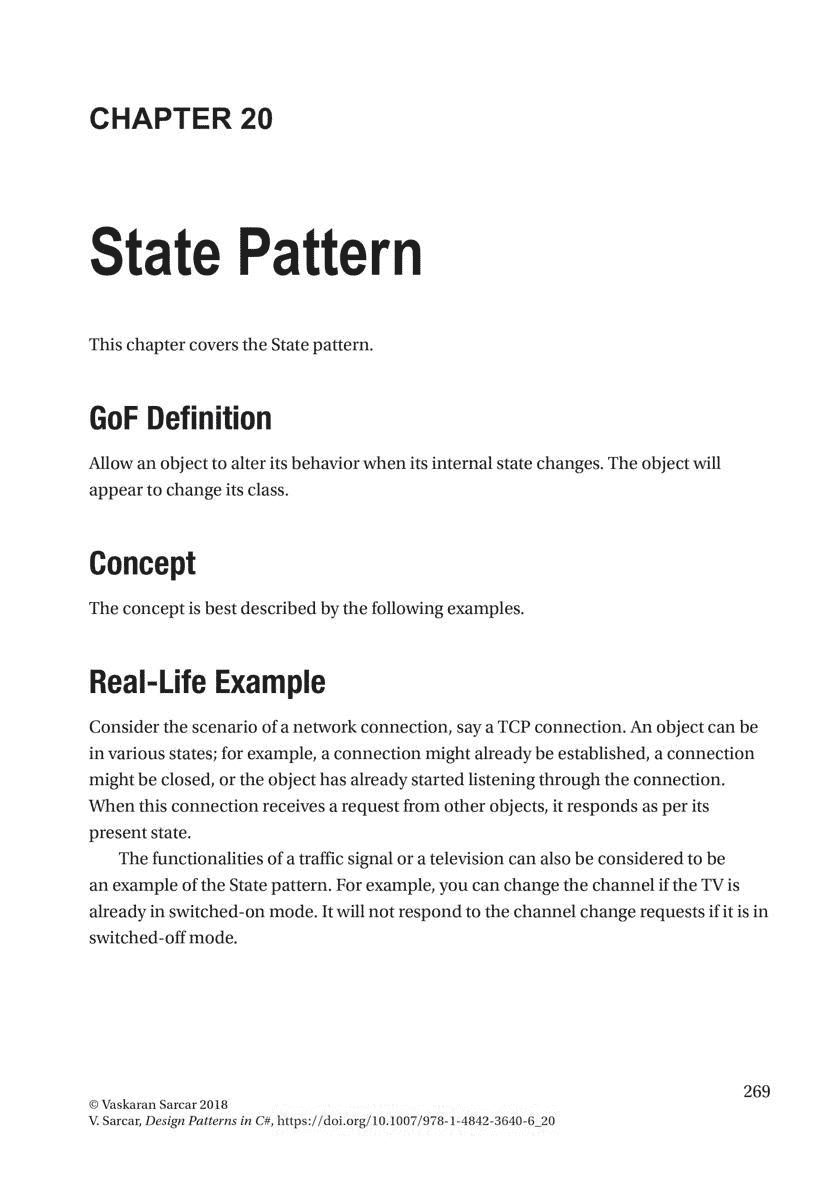 CHAPTER 20
State Pattern
This chapter covers the State pattern.
GoF Definition
Allow an object to alter its behavior when its internal state changes. The object will
appear to change its class.
Concept
The concept is best described by the following examples.
Real-Life Example
Consider the scenario of a network connection, say a TCP connection. An object can be
in various states; for example, a connection might already be established, a connection
might be closed, or the object has already started listening through the connection.
When this connection receives a request from other objects, it responds as per its
present state.
The functionalities of a traffic signal or a television can also be considered to be
an example of the State pattern. For example, you can change the channel if the TV is
already in switched-on mode. It will not respond to the channel change requests if it is in
switched-off mode.
269
© Vaskaran Sarcar 2018
V. Sarcar, Design Patterns in C#, https://doi.org/10.1007/978-1-4842-3640-6_20